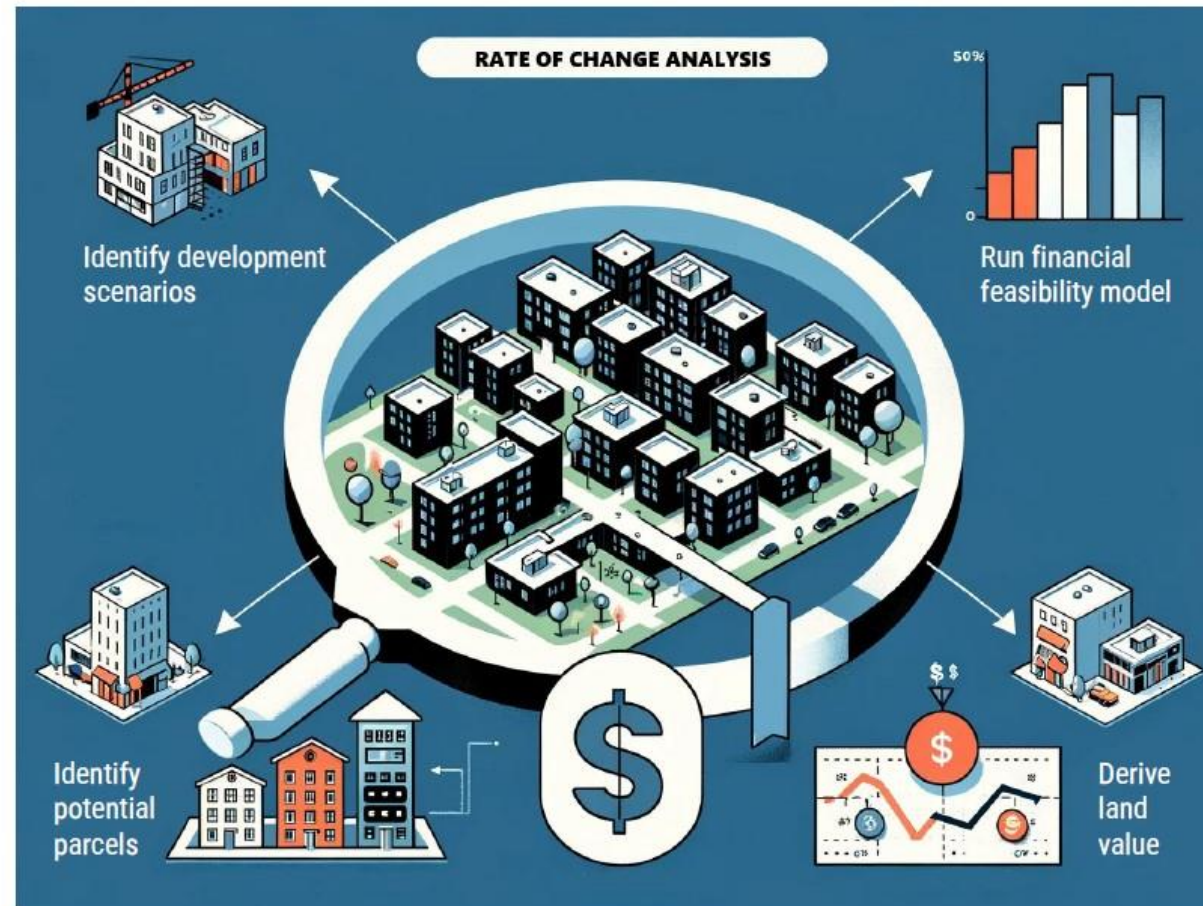 RATE OF CHANGE ANALYSIS
50%
0
Identify development
scenarios
Run financial
feasibility model
$
$ $
$
Identify
potential
parcels
Derive
land
value